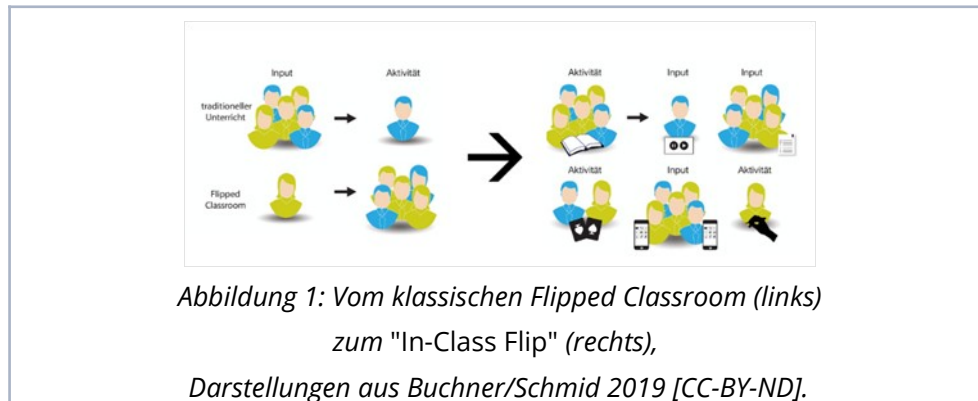 Input Aktivität Aktivität Input Input
traditioneller
Unterricht
Aktivität Input Aktivität
Flipped
Classroom
Abbildung 1: Vom klassischen Flipped Classroom (links)
zum "In-Class Flip" (rechts),
Darstellungen aus Buchner/Schmid 2019 [CC-BY-ND].